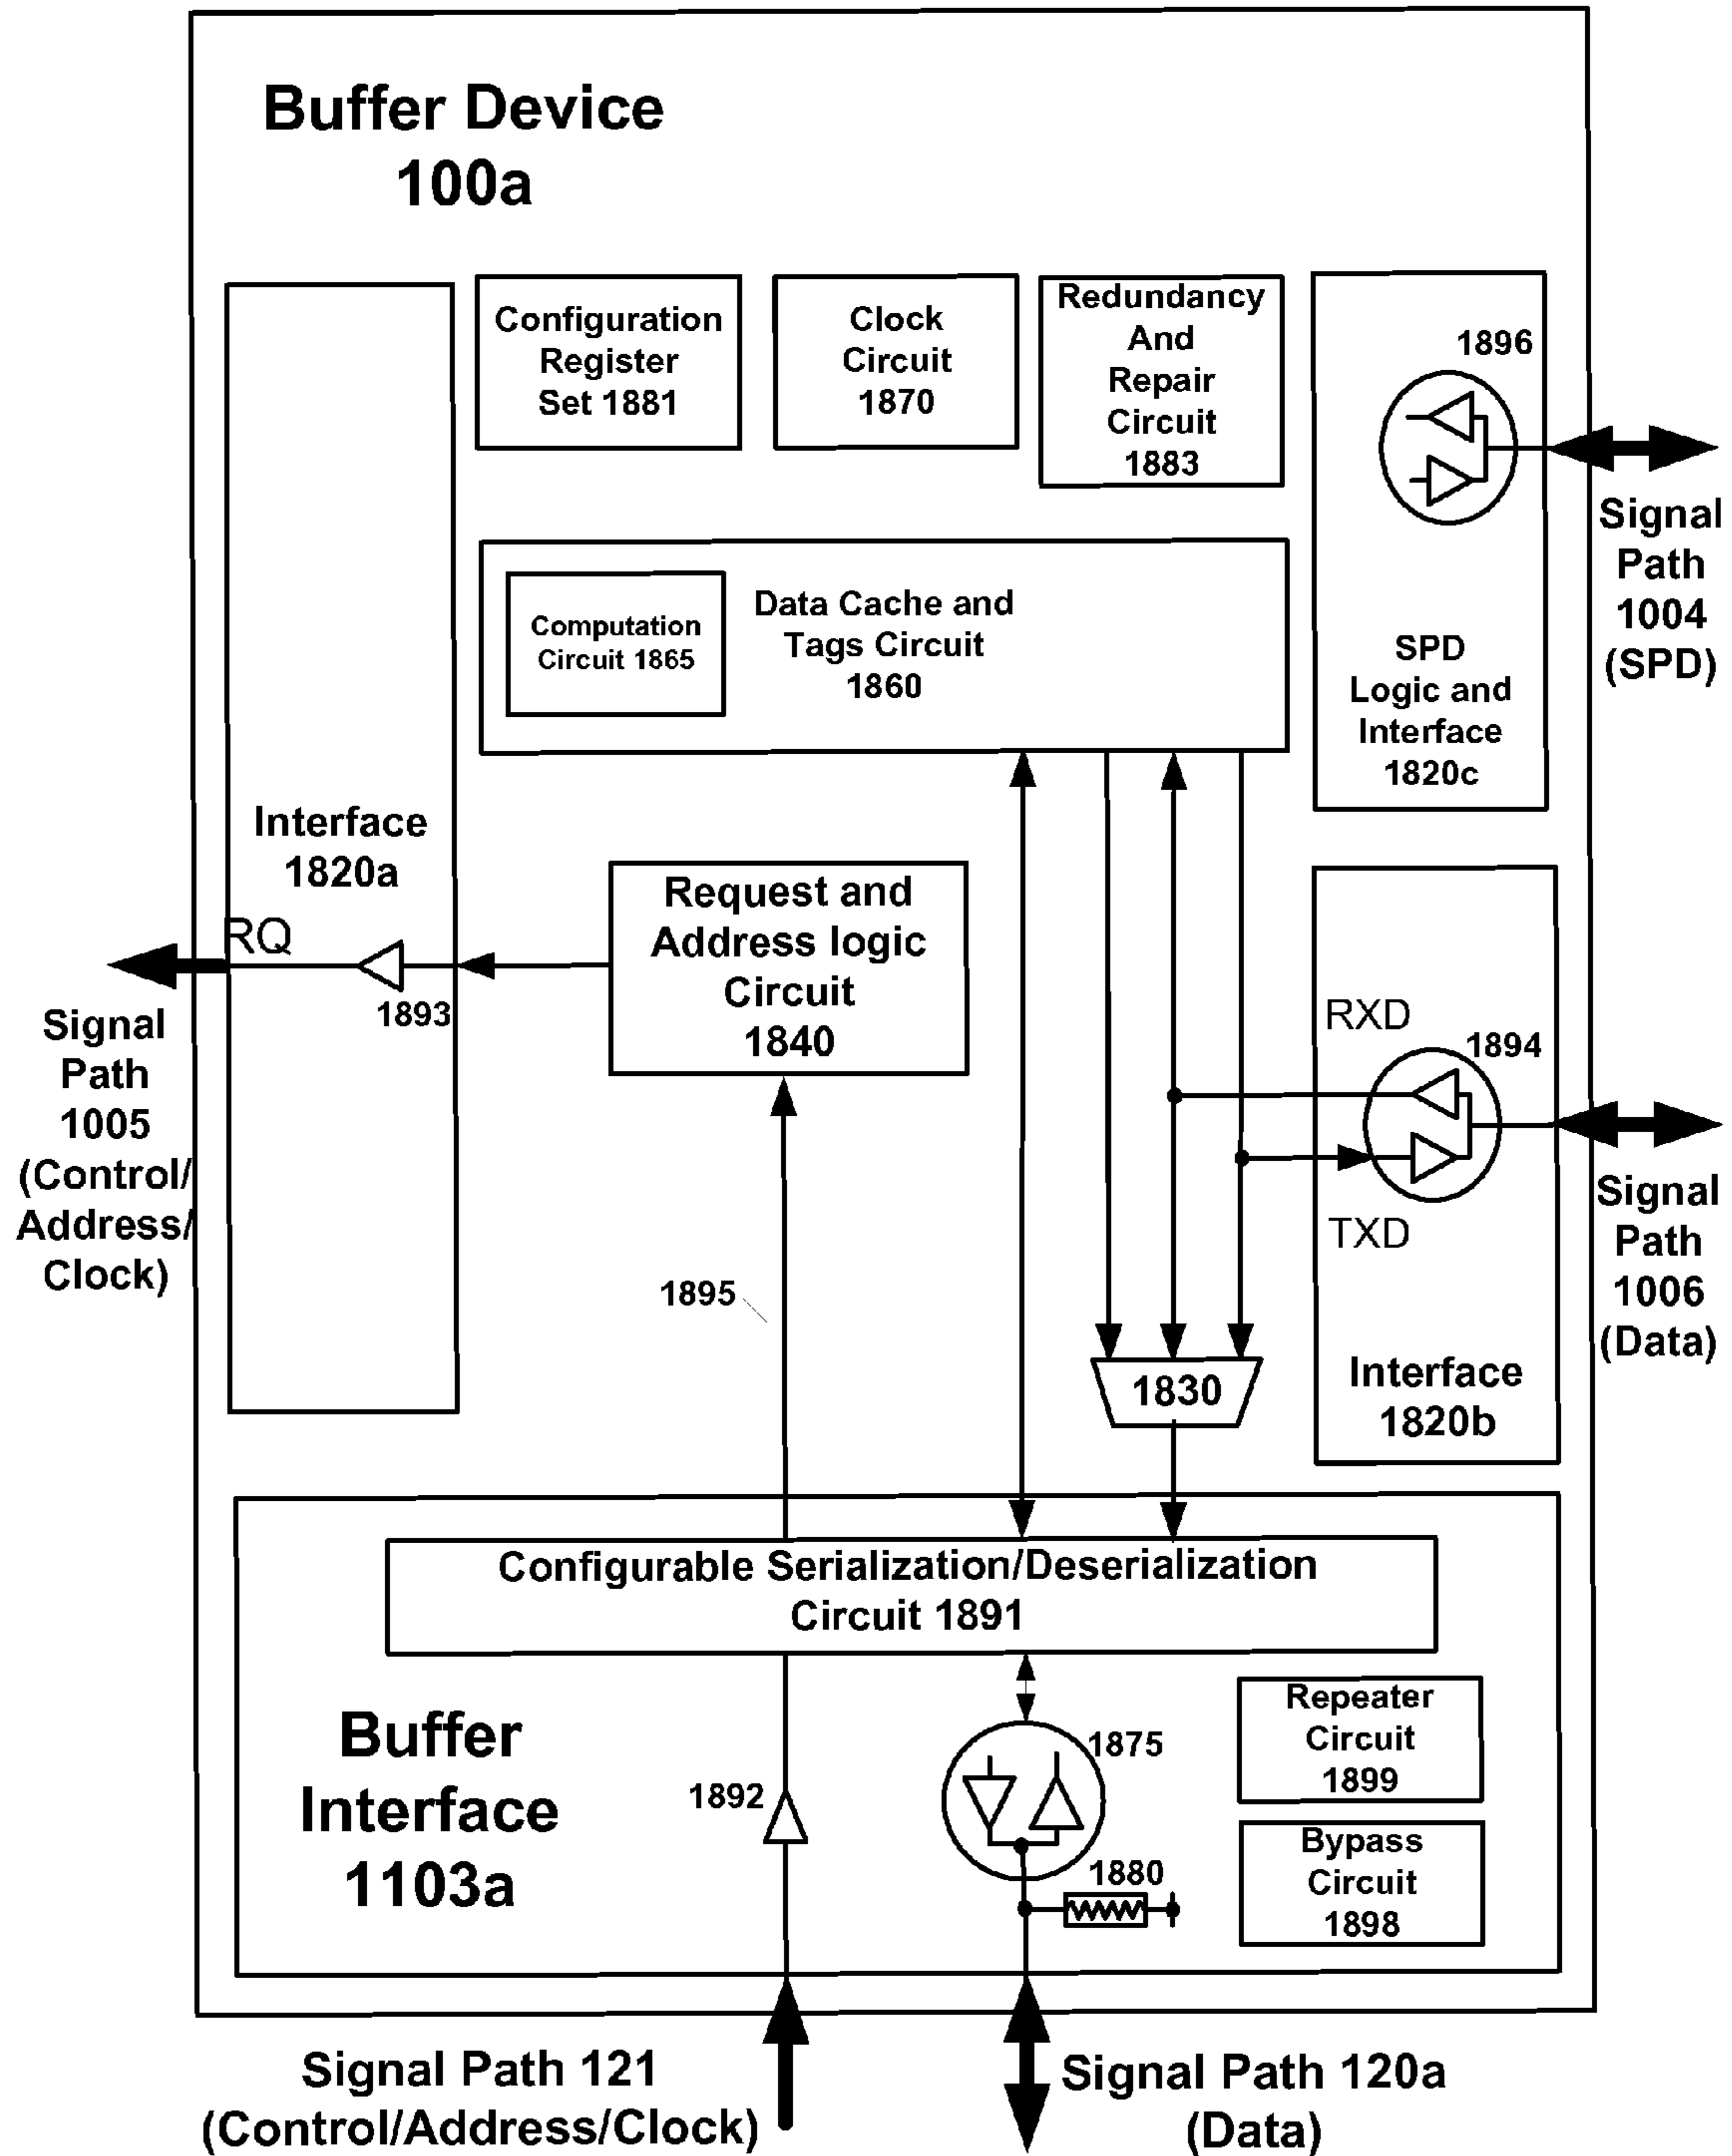 Buffer Device
100a
Configuration
Register
Set 1881
Clock
Circuit
1870
Redundancy
And
Repair
Circuit
1883
1896
SPD
Logic and
Interface
1820c
Signal
Path
1004
(SPD)
Computation
Circuit 1865
Data Cache and
Tags Circuit
1860
Interface
1820a
RQ
1893
Signal
Path
1005
(Control/
Address/
Clock)
Request and
Address logic
Circuit
1840
RXD
1894
TXD
Interface
1820b
Signal
Path
1006
(Data)
1895
1830
Configurable Serialization/Deserialization
Circuit 1891
Buffer
Interface
1103a
1892
1875
1880
Repeater
Circuit
1899
Bypass
Circuit
1898
Signal Path 121
(Control/Address/Clock)
Signal Path 120a
(Data)